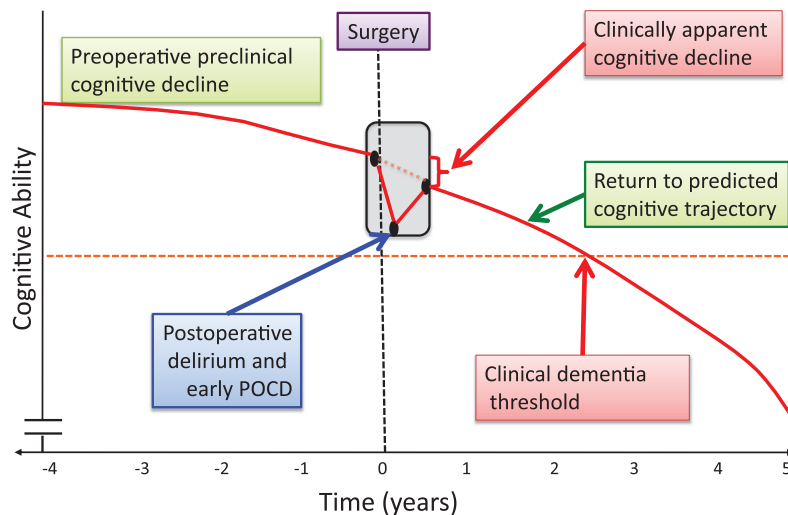 Surgery
Preoperative preclinical
cognitive decline
Clinically apparent
cognitive decline
Return to predicted
cognitive trajectory
Cognitive Ability
Postoperative
delirium and
early POCD
Clinical dementia
threshold
-4 -3 -2 -1 0 1 2 3 4 5
Time (years)